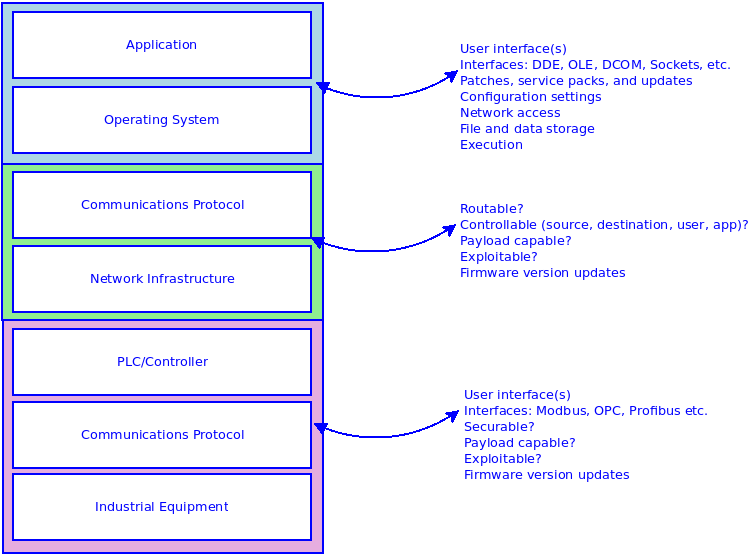 Application
Operating System
User interface(s)
Interfaces: DDE, OLE, DCOM, Sockets, etc.
Patches, service packs, and updates
Configuration settings
Network access
File and data storage
Execution
Communications Protocol
Network Infrastructure
Routable?
Controllable (source, destination, user, app)?
Payload capable?
Exploitable?
Firmware version updates
PLC/Controller
Communications Protocol
Industrial Equipment
User interface(s)
Interfaces: Modbus, OPC, Profibus etc.
Securable?
Payload capable?
Exploitable?
Firmware version updates